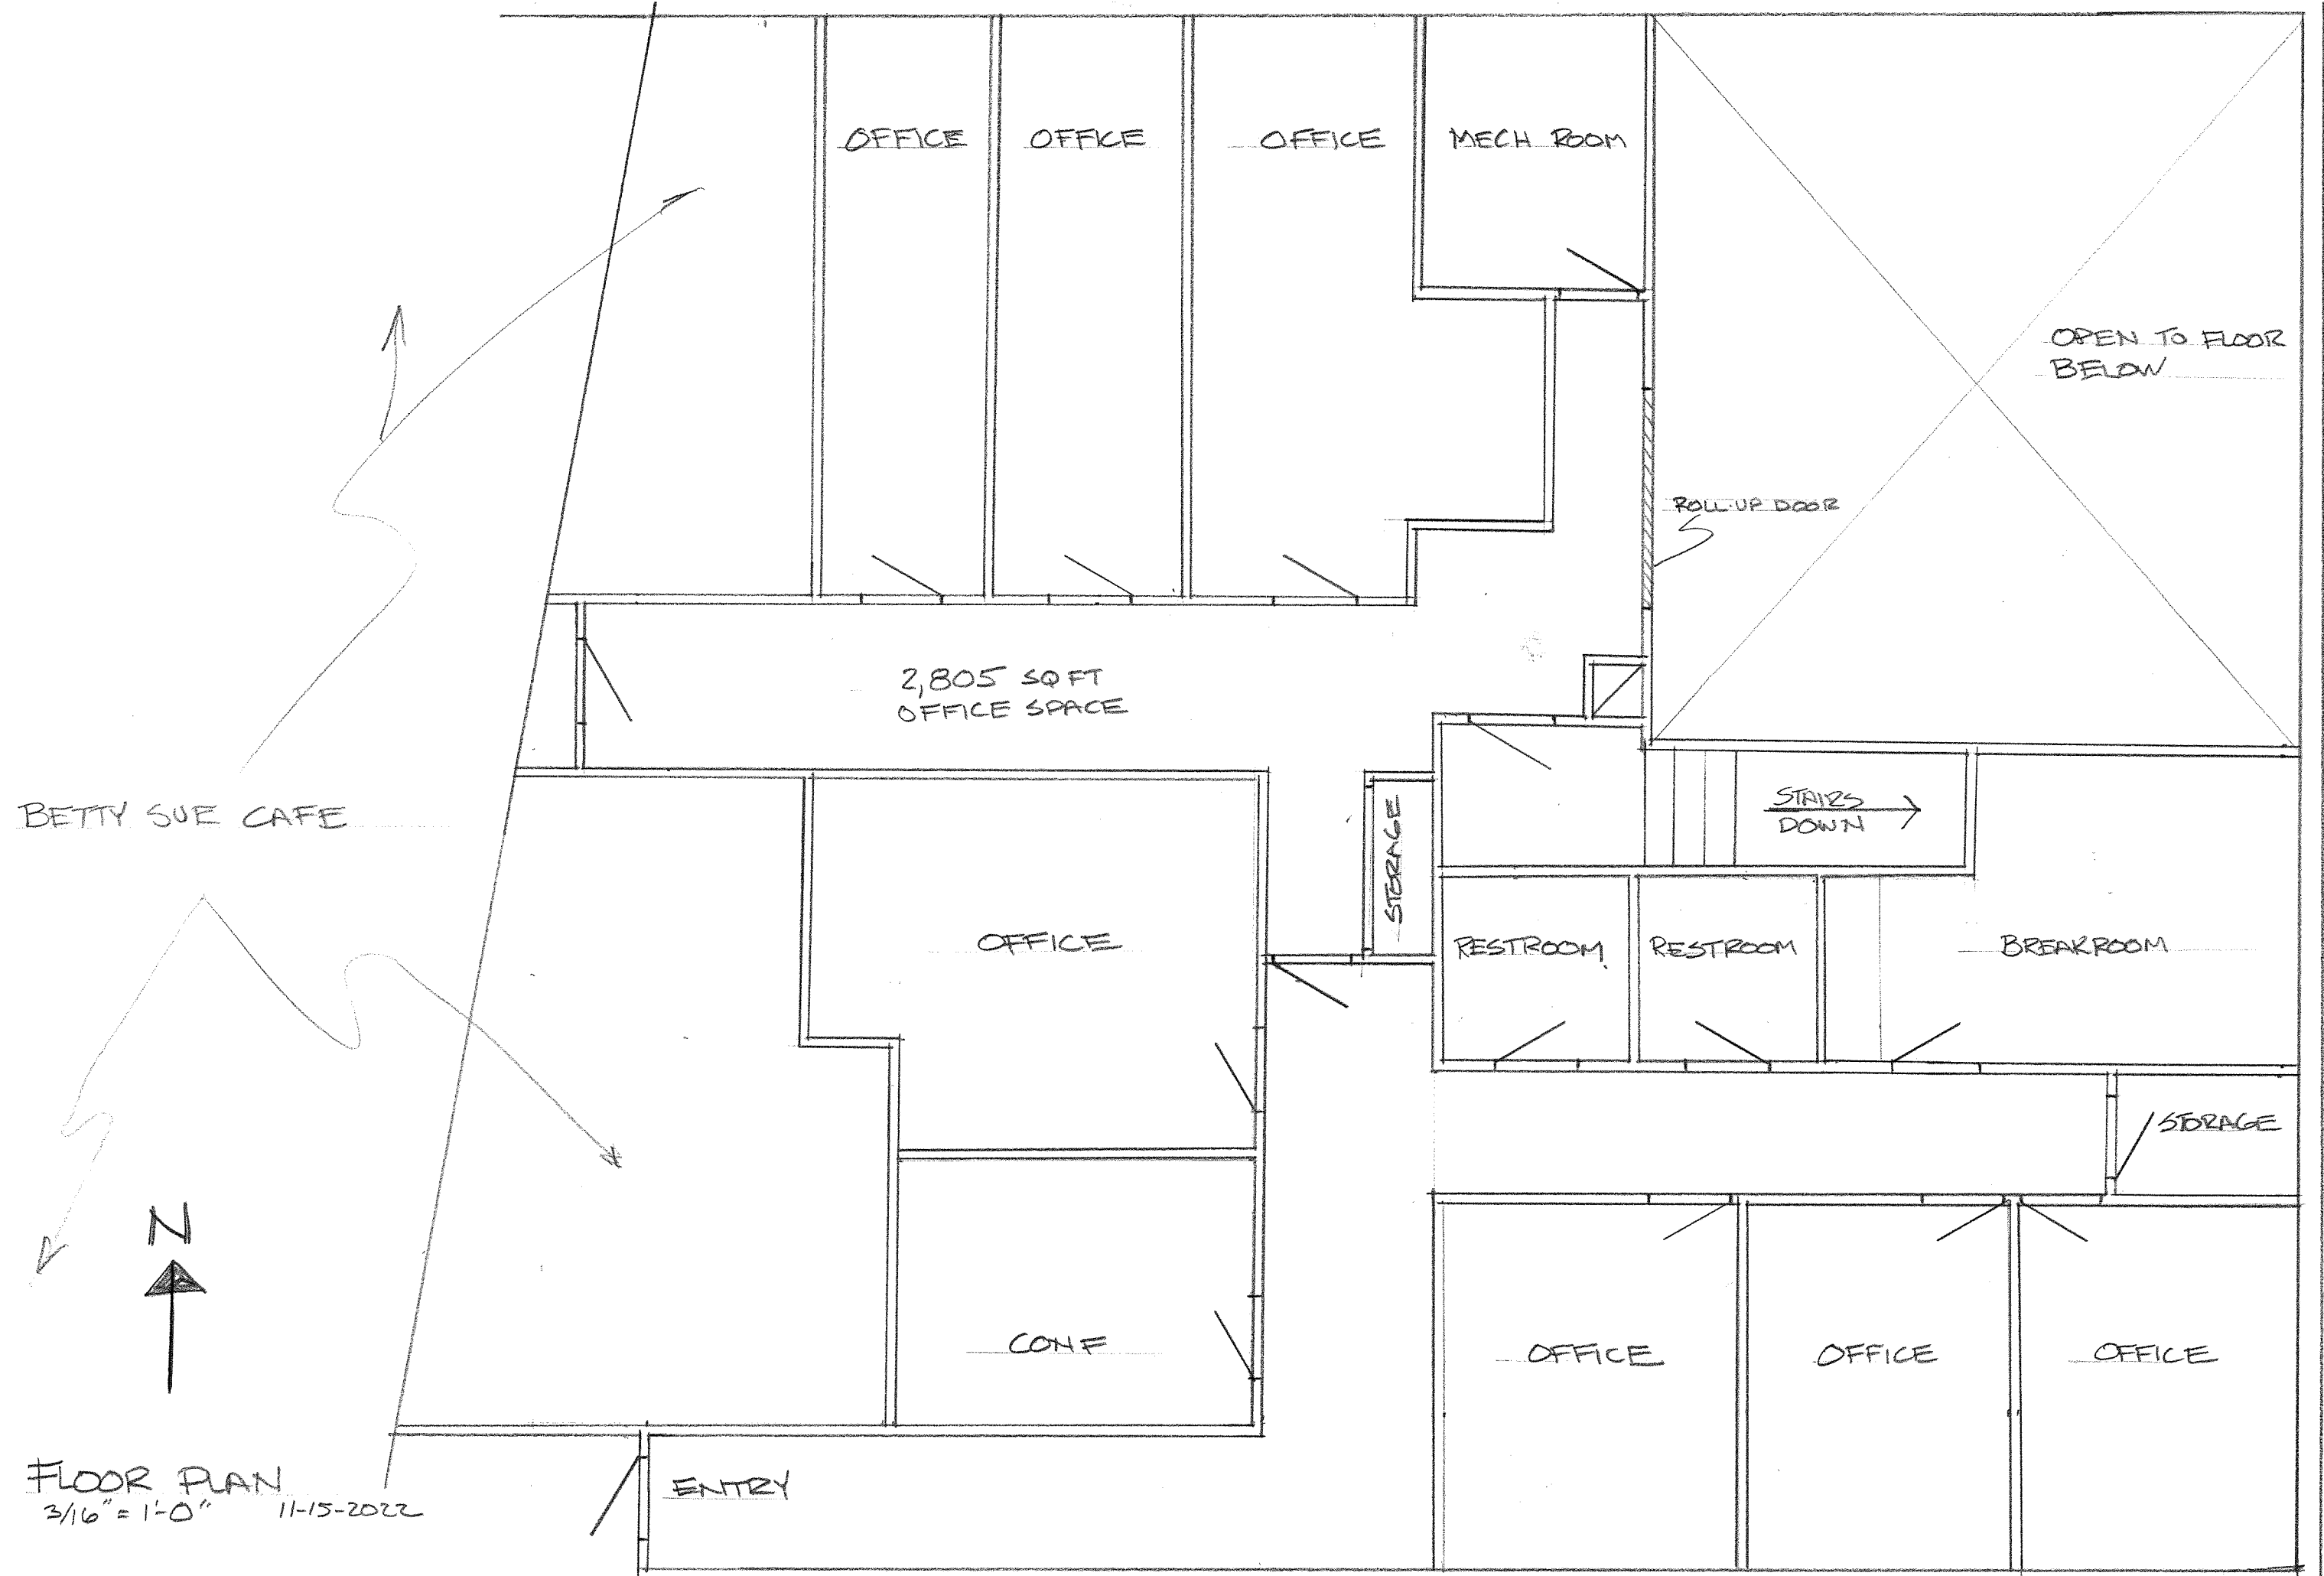 OFFICE
OFFICE
OFFICE
MECH ROOM
OPEN TO FLOOR
BELOW
ROLL-UP DOOR
2,805 SQ FT
OFFICE SPACE
BETTY SUE CAFE
STORAGE
STAIRS
DOWN
OFFICE
RESTROOM
RESTROOM
BREAKROOM
STORAGE
N
CONF
OFFICE
OFFICE
OFFICE
ENTRY
FLOOR PLAN
3/16" = 1'-0" 11-15-2022